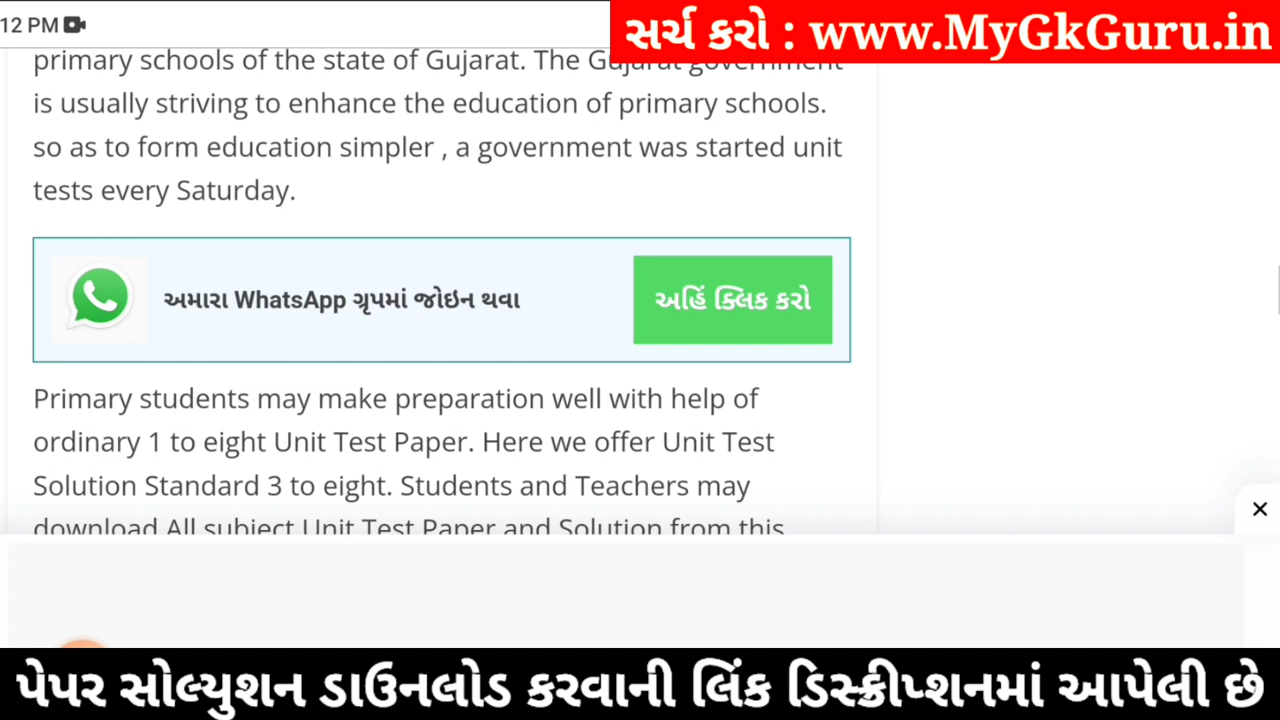 12 PM
સર્ચ કરો : www.MyGkGuru.in
primary schools of the state of Gujarat. The Gujarat government
is usually striving to enhance the education of primary schools.
so as to form education simpler , a government was started unit
tests every Saturday.
અમારા WhatsApp ગ્રૃપમાં જોઇન થવા
અહિં ક્લિક કરો
Primary students may make preparation well with help of
ordinary 1 to eight Unit Test Paper. Here we offer Unit Test
Solution Standard 3 to eight. Students and Teachers may
download All subject Unit Test Paper and Solution from this
પેપર સોલ્યુશન ડાઉનલોડ કરવાની લિંક ડિસ્ક્રીપ્શનમાં આપેલી છે